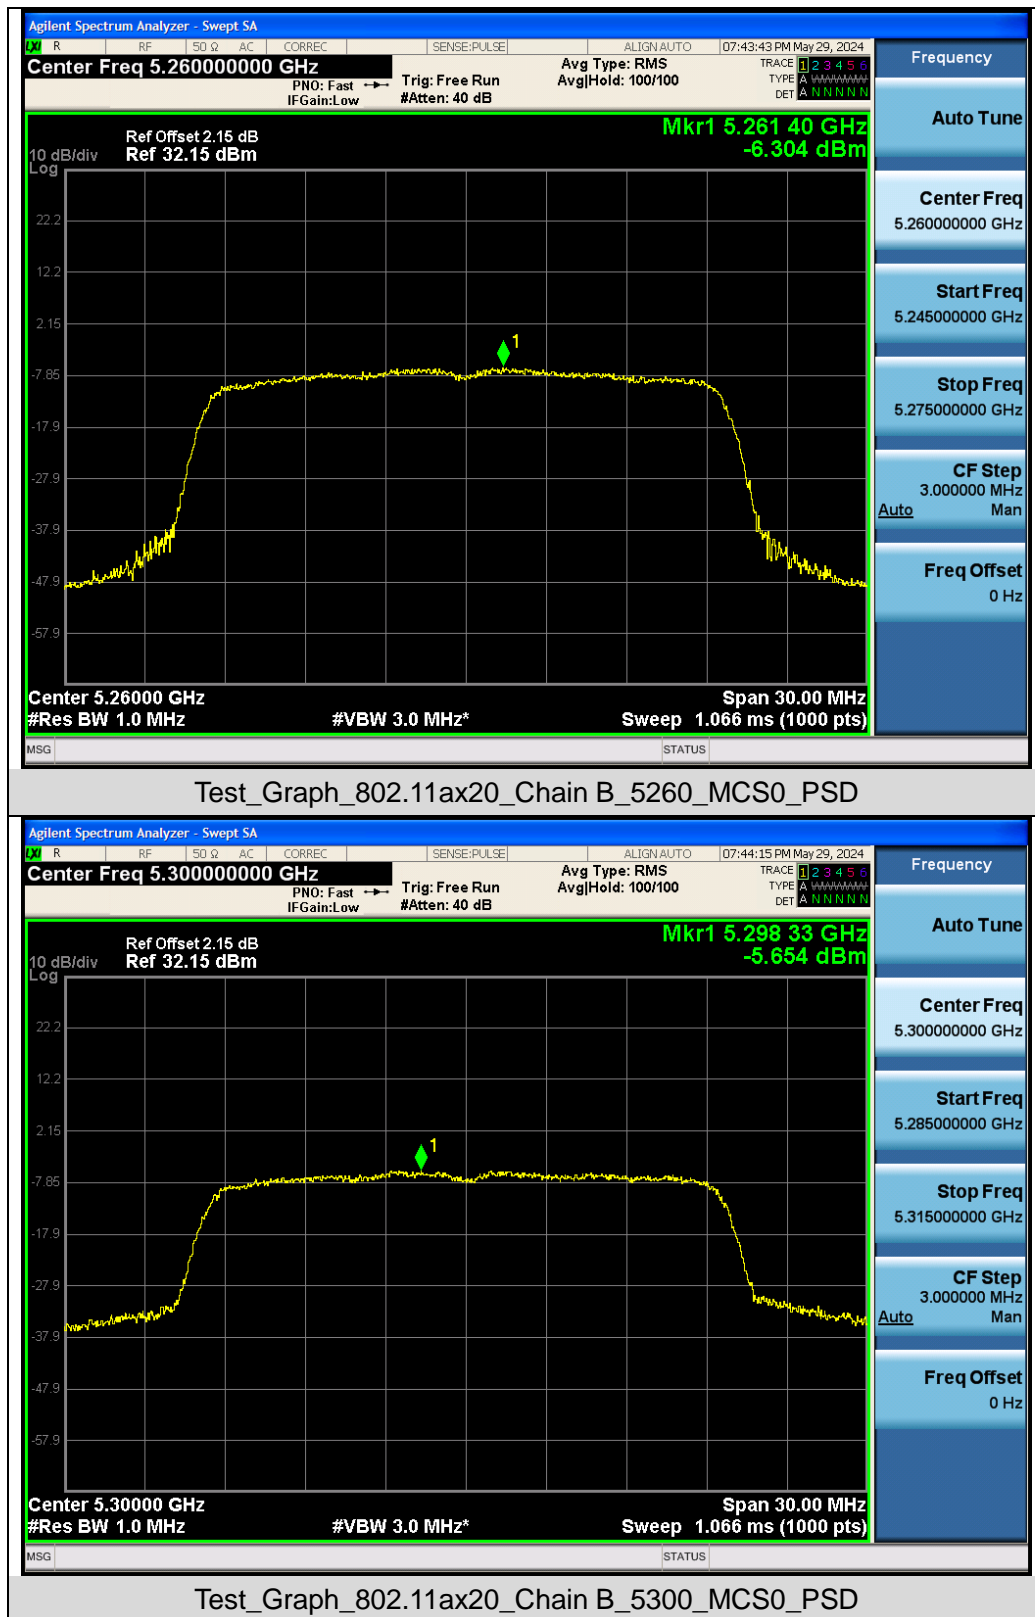 Agilent Spectrum Analyzer - Swept SA
LXI R RF 50 Ω AC CORREC SENSE:PULSE ALIGN AUTO 07:43:43 PM May 29, 2024
Center Freq 5.260000000 GHz
PNO: Fast
IFGain:Low
Trig: Free Run
#Atten: 40 dB
Avg Type: RMS
Avg|Hold: 100/100
TRACE 1 2 3 4 5 6
TYPE A WWWWW
DET A N N N N N
Ref Offset 2.15 dB
10 dB/div Ref 32.15 dBm
Log
Mkr1 5.261 40 GHz
-6.304 dBm
1
22.2
12.2
2.15
-7.85
-17.9
-27.9
-37.9
-47.9
-57.9
Center 5.26000 GHz Span 30.00 MHz
#Res BW 1.0 MHz #VBW 3.0 MHz* Sweep 1.066 ms (1000 pts)
MSG STATUS
Frequency
Auto Tune
Center Freq
5.260000000 GHz
Start Freq
5.245000000 GHz
Stop Freq
5.275000000 GHz
CF Step
3.000000 MHz
Auto Man
Freq Offset
0 Hz
Test_Graph_802.11ax20_Chain B_5260_MCS0_PSD
Agilent Spectrum Analyzer - Swept SA
LXI R RF 50 Ω AC CORREC SENSE:PULSE ALIGN AUTO 07:44:15 PM May 29, 2024
Center Freq 5.300000000 GHz
PNO: Fast
IFGain:Low
Trig: Free Run
#Atten: 40 dB
Avg Type: RMS
Avg|Hold: 100/100
TRACE 1 2 3 4 5 6
TYPE A WWWWW
DET A N N N N N
Ref Offset 2.15 dB
10 dB/div Ref 32.15 dBm
Log
Mkr1 5.298 33 GHz
-5.654 dBm
1
22.2
12.2
2.15
-7.85
-17.9
-27.9
-37.9
-47.9
-57.9
Center 5.30000 GHz Span 30.00 MHz
#Res BW 1.0 MHz #VBW 3.0 MHz* Sweep 1.066 ms (1000 pts)
MSG STATUS
Frequency
Auto Tune
Center Freq
5.300000000 GHz
Start Freq
5.285000000 GHz
Stop Freq
5.315000000 GHz
CF Step
3.000000 MHz
Auto Man
Freq Offset
0 Hz
Test_Graph_802.11ax20_Chain B_5300_MCS0_PSD